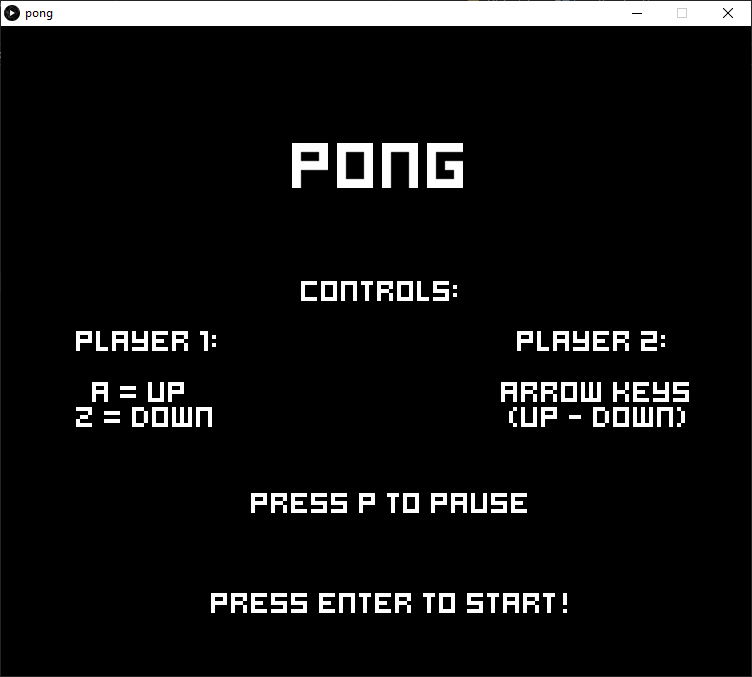 pong
PONG
CONTROLS:
PLAYER 1:
PLAYER 2:
A = UP
Z = DOWN
ARROW KEYS
(UP - DOWN)
PRESS P TO PAUSE
PRESS ENTER TO START!